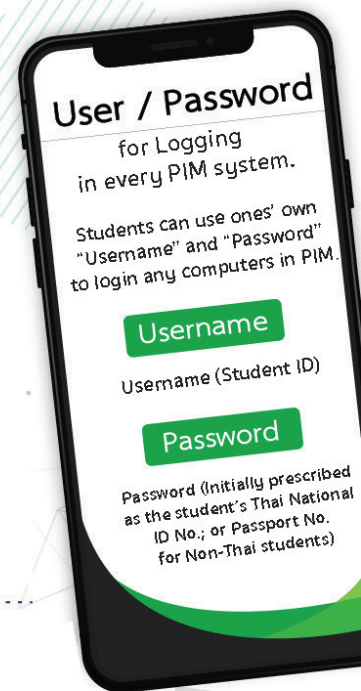 User / Password
for Logging
in every PIM system.
Students can use ones' own
"Username" and "Password"
to login any computers in PIM.
Username
Username (Student ID)
Password
Password (Initially prescribed
as the student's Thai National
ID No.; or Passport No.
for Non-Thai students)